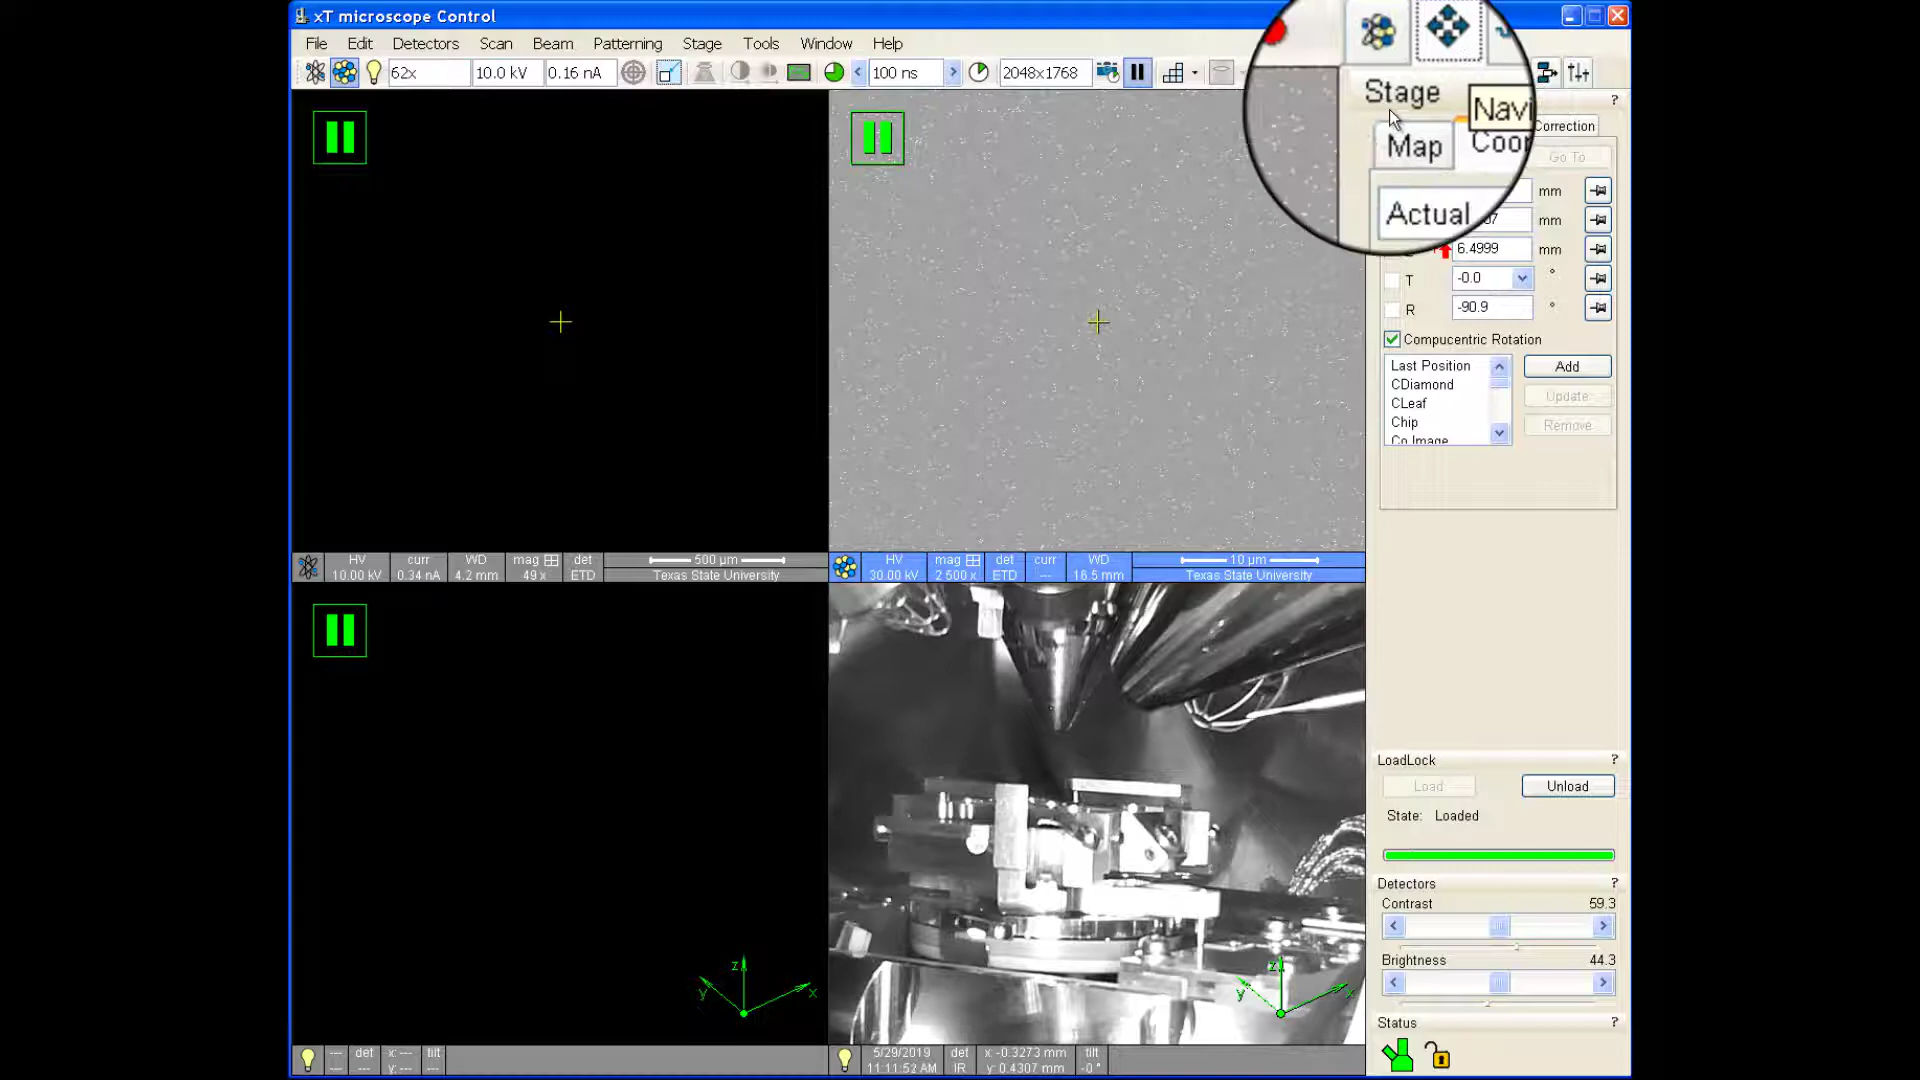 xT microscope Control
File Edit Detectors Scan Beam Patterning Stage Tools Window Help
62x 10.0 kV 0.16 nA 100 ns 2048x1768
Stage
Navi
Map Coor
Correction
Actual
Go To
mm
mm
6.4999 mm
T -0.0 °
R -90.9 °
Compucentric Rotation
Last Position
CDiamond
CLeaf
Chip
Co Image
Add
Update
Remove
HV curr WD mag det 500 µm
10.00 kV 0.34 nA 4.2 mm 49 x ETD Texas State University
HV mag det curr WD 10 µm
30.00 kV 2 500 x ETD --- 16.5 mm Texas State University
LoadLock ?
Load Unload
State: Loaded
Detectors ?
Contrast 59.3
Brightness 44.3
Status ?
z y x
z y x
--- det x: --- tilt
--- --- y: --- ---
5/29/2019 det x: -0.3273 mm tilt
11:11:52 AM IR y: 0.4307 mm -0 °